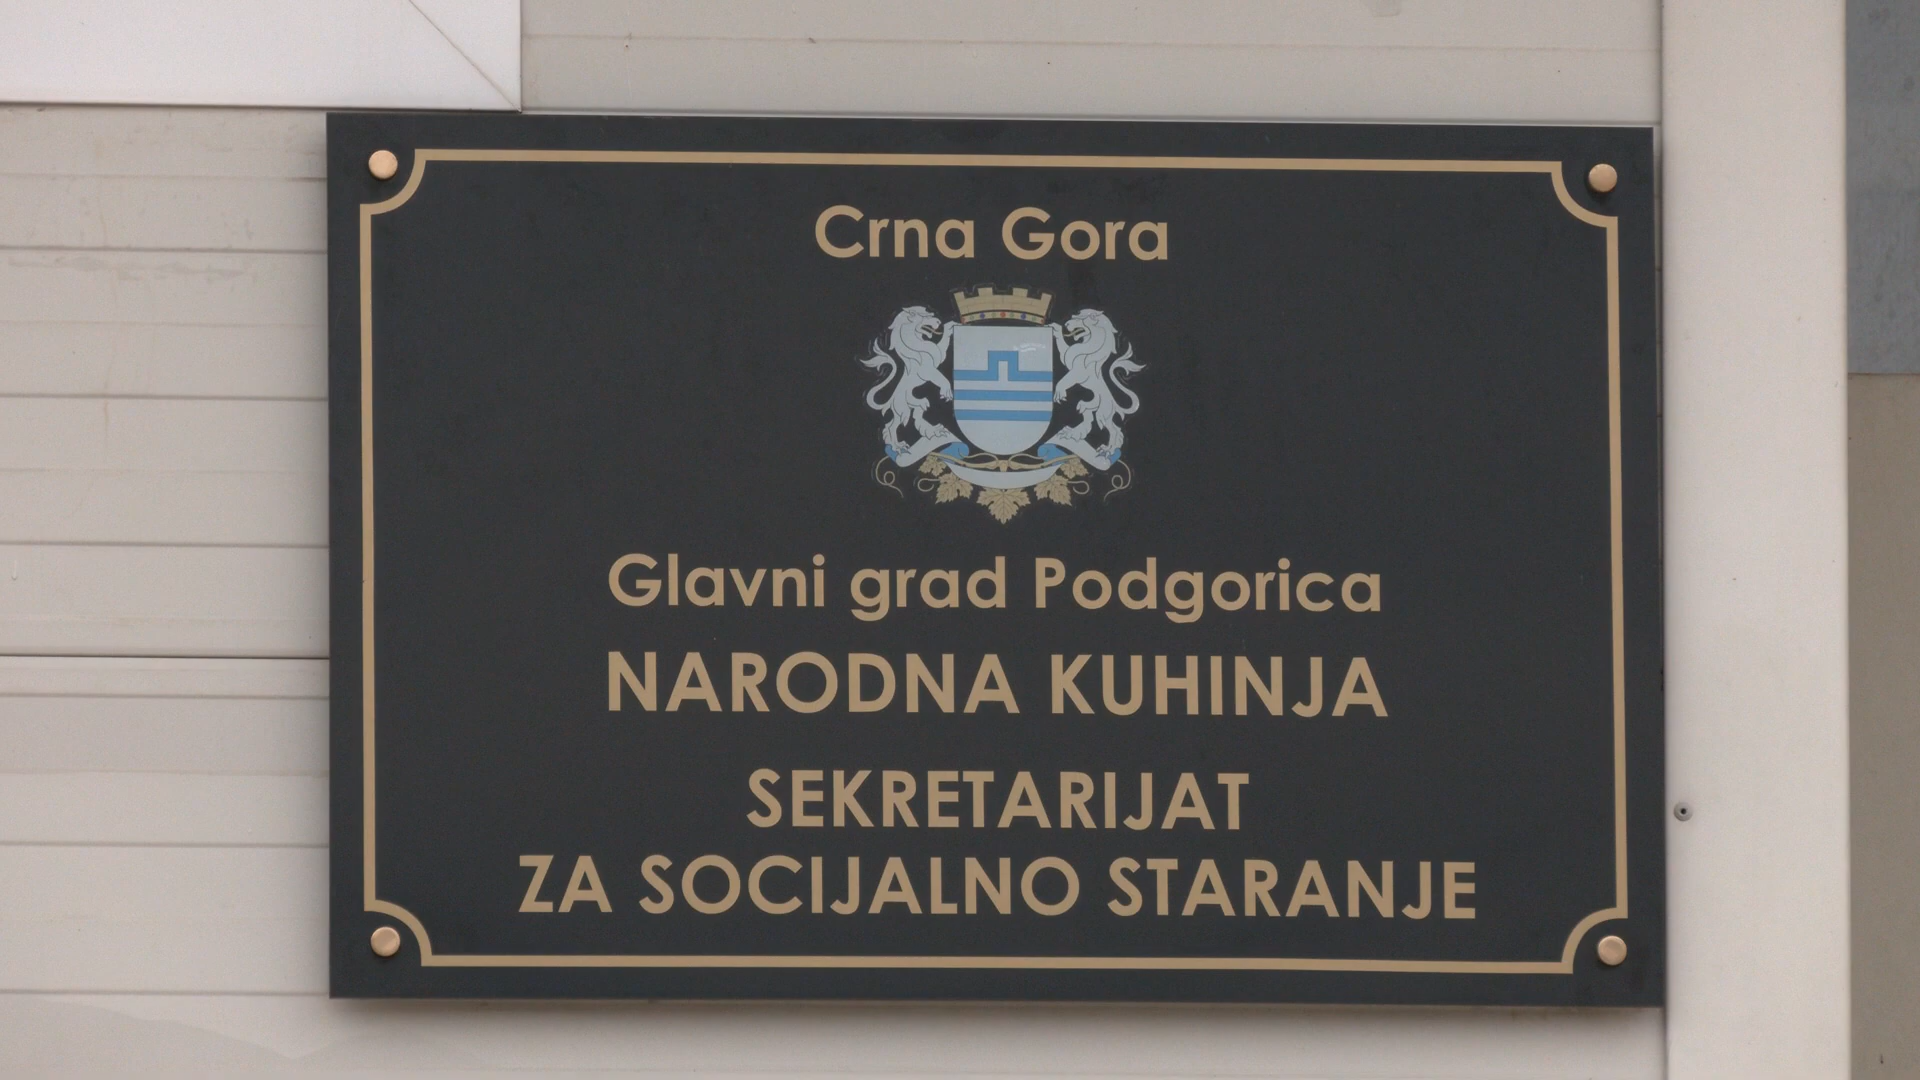 Crna Gora
Glavni grad Podgorica
NARODNA KUHINJA
SEKRETARIJAT
ZA SOCIJALNO STARANJE